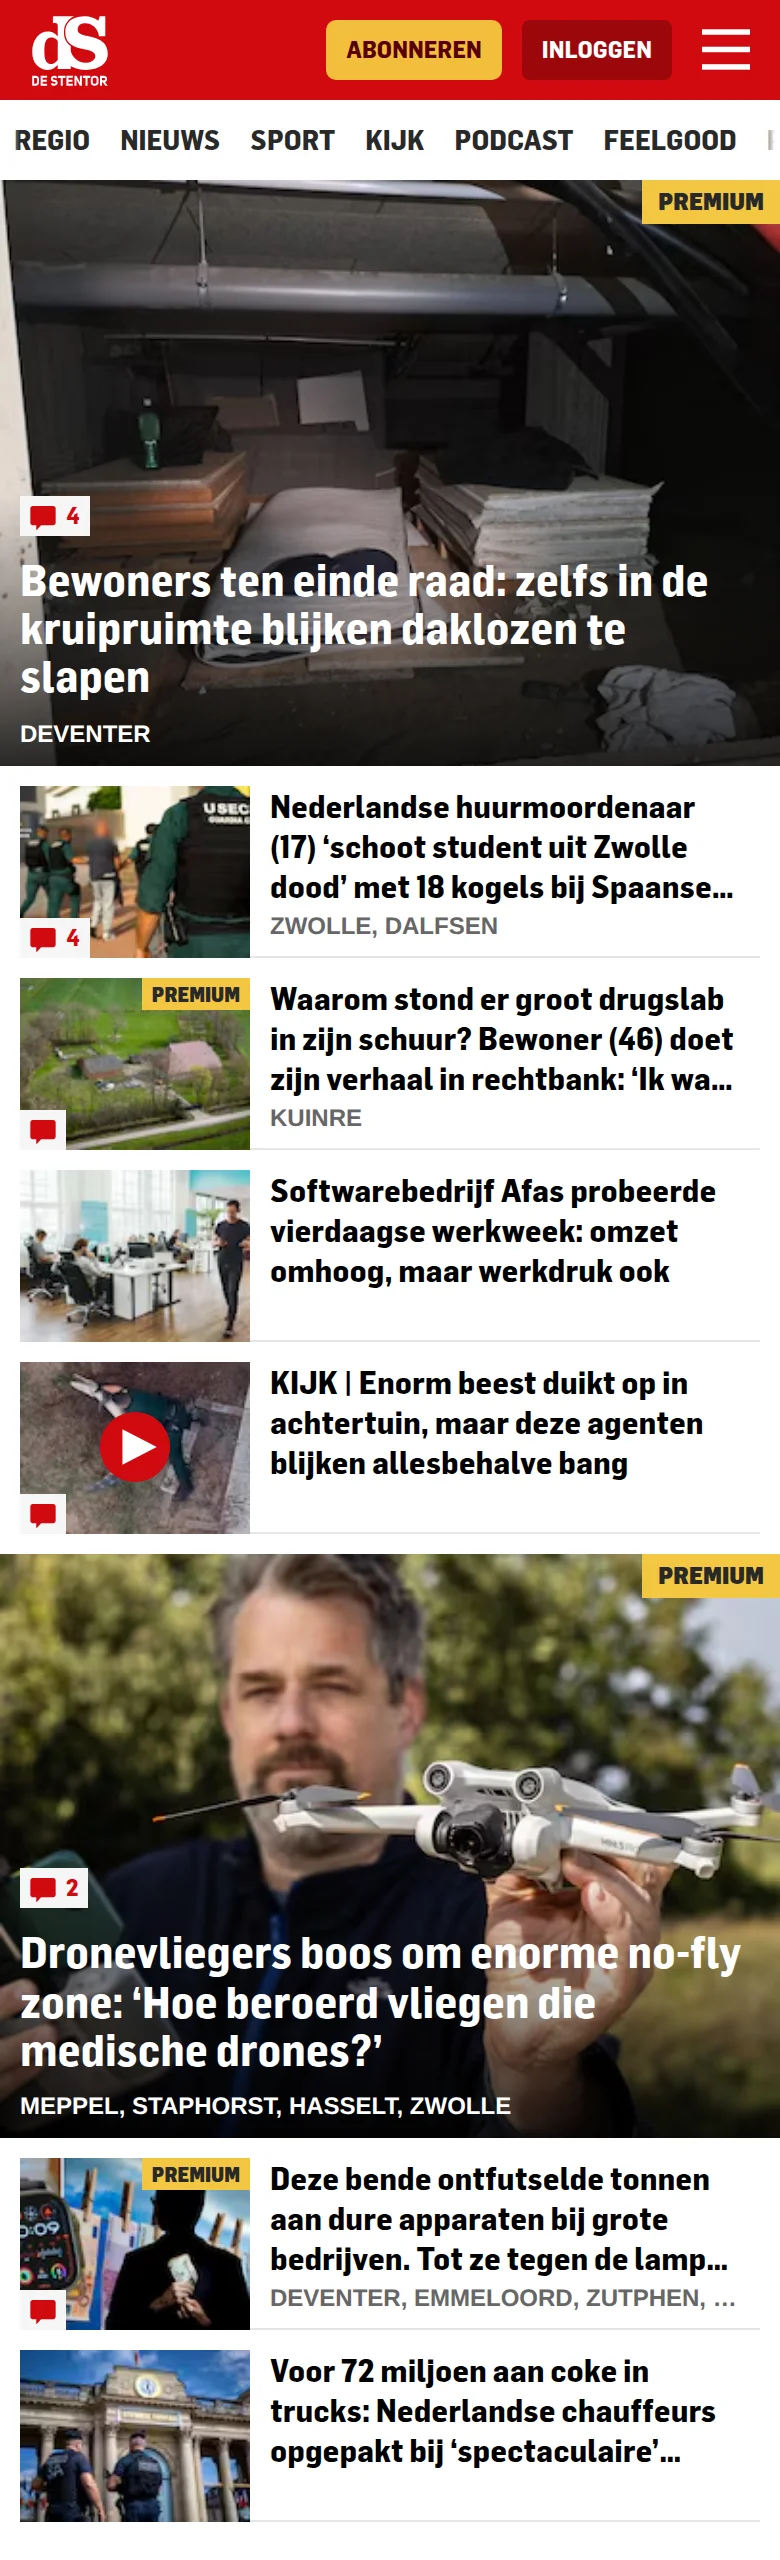 dS
DE STENTOR
ABONNEREN
INLOGGEN
REGIO NIEUWS SPORT KIJK PODCAST FEELGOOD
PREMIUM
4
Bewoners ten einde raad: zelfs in de
kruipruimte blijken daklozen te
slapen
DEVENTER
USEC
4
Nederlandse huurmoordenaar
(17) ‘schoot student uit Zwolle
dood’ met 18 kogels bij Spaanse...
ZWOLLE, DALFSEN
PREMIUM
Waarom stond er groot drugslab
in zijn schuur? Bewoner (46) doet
zijn verhaal in rechtbank: ‘Ik wa...
KUINRE
Softwarebedrijf Afas probeerde
vierdaagse werkweek: omzet
omhoog, maar werkdruk ook
KIJK | Enorm beest duikt op in
achtertuin, maar deze agenten
blijken allesbehalve bang
PREMIUM
2
Dronevliegers boos om enorme no-fly
zone: ‘Hoe beroerd vliegen die
medische drones?’
MEPPEL, STAPHORST, HASSELT, ZWOLLE
PREMIUM
Deze bende ontfutselde tonnen
aan dure apparaten bij grote
bedrijven. Tot ze tegen de lamp...
DEVENTER, EMMELOORD, ZUTPHEN, ...
Voor 72 miljoen aan coke in
trucks: Nederlandse chauffeurs
opgepakt bij ‘spectaculaire’...